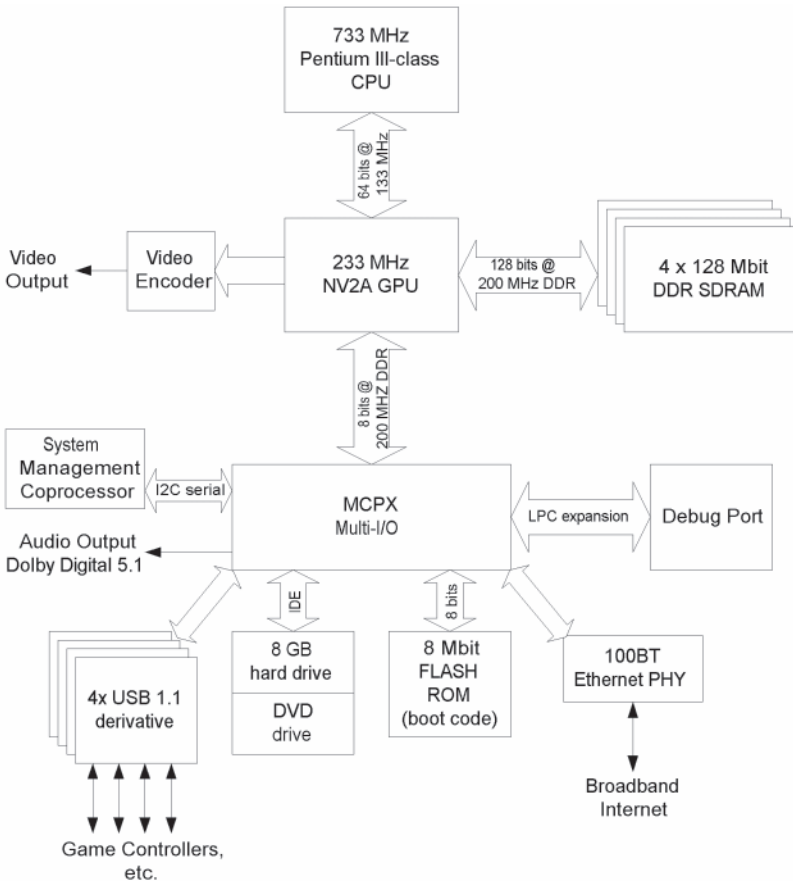 733 MHz
Pentium III-class
CPU
64 bits @
133 MHz
Video
Output
Video
Encoder
233 MHz
NV2A GPU
128 bits @
200 MHz DDR
4 x 128 Mbit
DDR SDRAM
8 bits @
200 MHZ DDR
System
Management
Coprocessor
I2C serial
MCPX
Multi-I/O
LPC expansion
Debug Port
Audio Output
Dolby Digital 5.1
IDE
8 bits
4x USB 1.1
derivative
8 GB
hard drive
DVD
drive
8 Mbit
FLASH
ROM
(boot code)
100BT
Ethernet PHY
Broadband
Internet
Game Controllers,
etc.